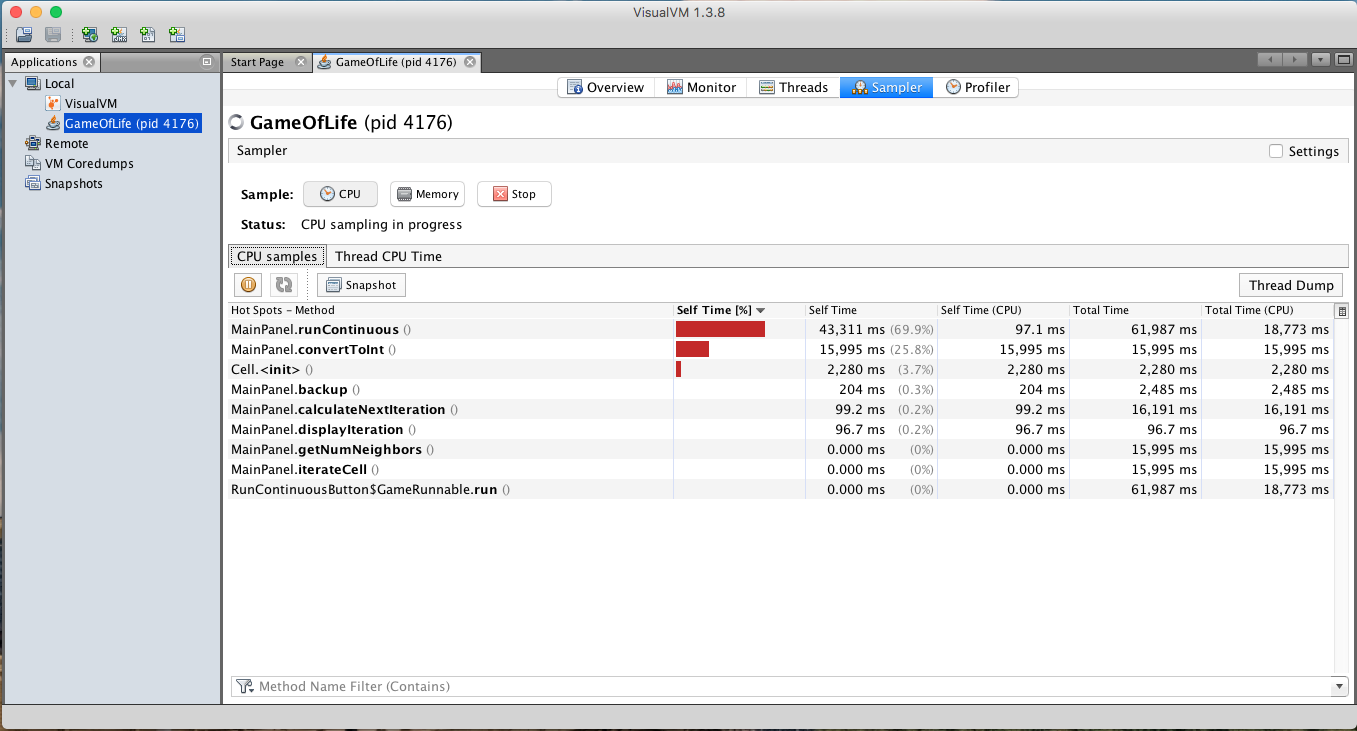 VisualVM 1.3.8
Applications
Start Page
GameOfLife (pid 4176)
Local
VisualVM
GameOfLife (pid 4176)
Remote
VM Coredumps
Snapshots
Overview Monitor Threads Sampler Profiler
GameOfLife (pid 4176)
Sampler Settings
Sample: CPU Memory Stop
Status: CPU sampling in progress
CPU samples Thread CPU Time
Snapshot Thread Dump
Hot Spots - Method Self Time [%] Self Time Self Time (CPU) Total Time Total Time (CPU)
MainPanel.runContinuous () 43,311 ms (69.9%) 97.1 ms 61,987 ms 18,773 ms
MainPanel.convertToInt () 15,995 ms (25.8%) 15,995 ms 15,995 ms 15,995 ms
Cell.<init> () 2,280 ms (3.7%) 2,280 ms 2,280 ms 2,280 ms
MainPanel.backup () 204 ms (0.3%) 204 ms 2,485 ms 2,485 ms
MainPanel.calculateNextIteration () 99.2 ms (0.2%) 99.2 ms 16,191 ms 16,191 ms
MainPanel.displayIteration () 96.7 ms (0.2%) 96.7 ms 96.7 ms 96.7 ms
MainPanel.getNumNeighbors () 0.000 ms (0%) 0.000 ms 15,995 ms 15,995 ms
MainPanel.iterateCell () 0.000 ms (0%) 0.000 ms 15,995 ms 15,995 ms
RunContinuousButton$GameRunnable.run () 0.000 ms (0%) 0.000 ms 61,987 ms 18,773 ms
Method Name Filter (Contains)